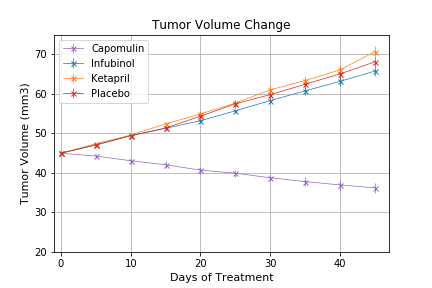 Tumor Volume Change
Capomulin
Infubinol
Ketapril
Placebo
Tumor Volume (mm3)
70
60
50
40
30
20
0 10 20 30 40
Days of Treatment